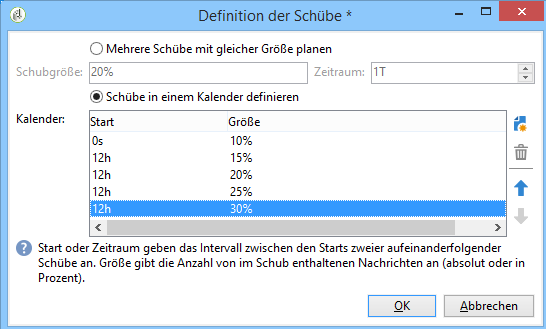 Definition der Schübe *
Mehrere Schübe mit gleicher Größe planen
Schubgröße: 20% Zeitraum: 1T
Schübe in einem Kalender definieren
Kalender:
Start Größe
0s 10%
12h 15%
12h 20%
12h 25%
12h 30%
Start oder Zeitraum geben das Intervall zwischen den Starts zweier aufeinanderfolgender
Schübe an. Größe gibt die Anzahl von im Schub enthaltenen Nachrichten an (absolut oder in
Prozent).
OK Abbrechen